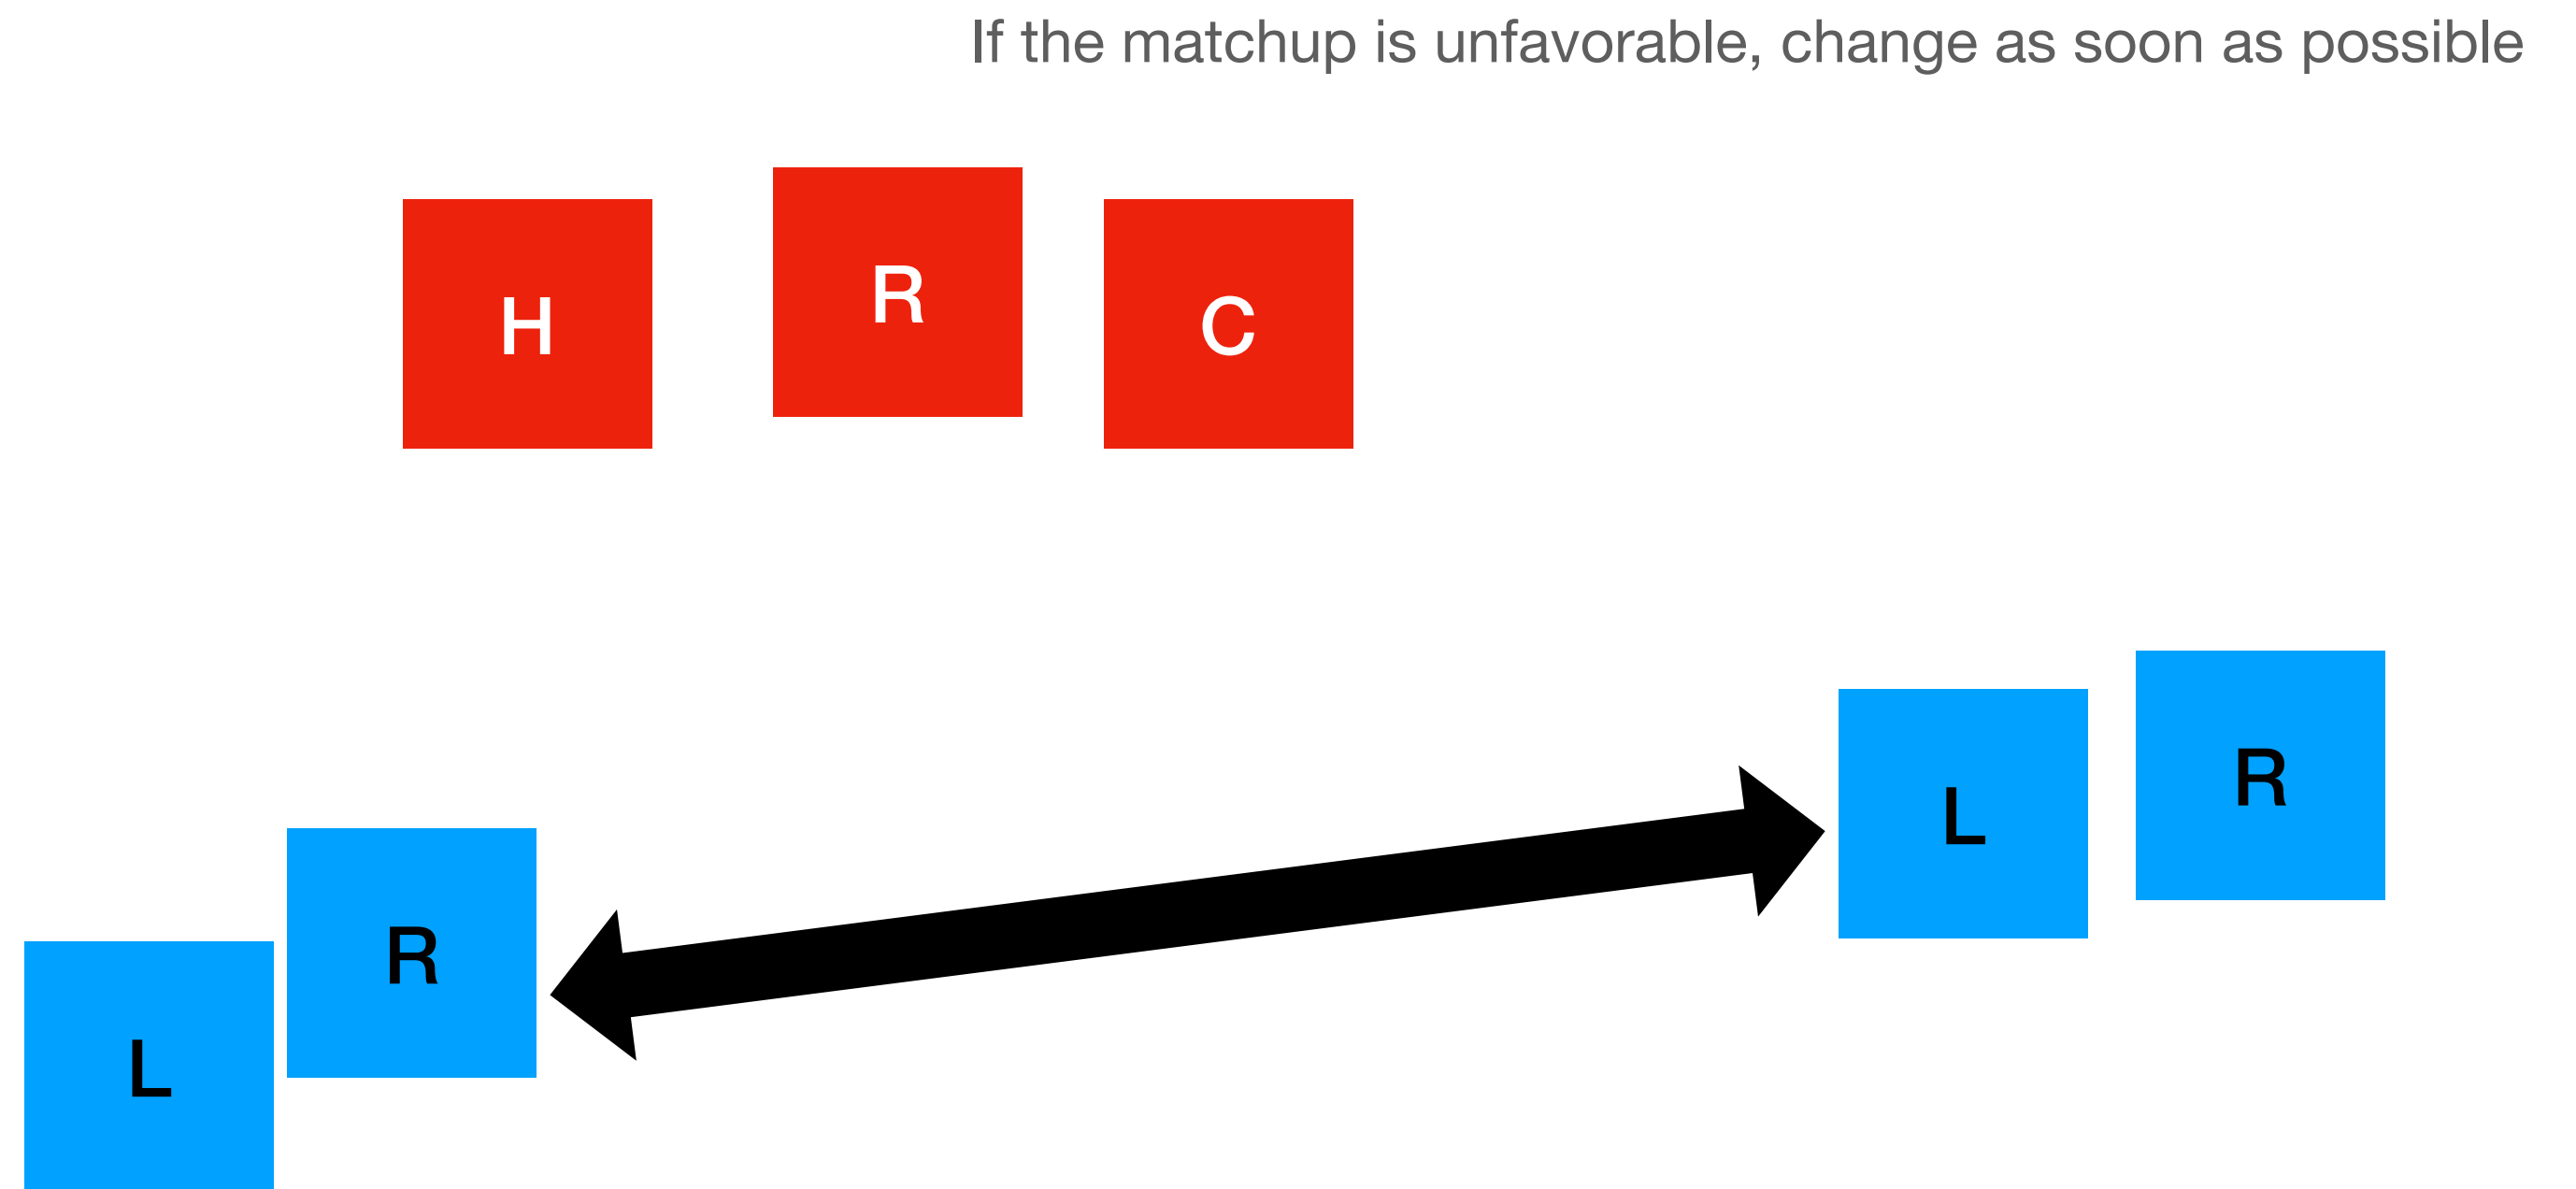 If the matchup is unfavorable, change as soon as possible
H
R
C
L
R
L
R